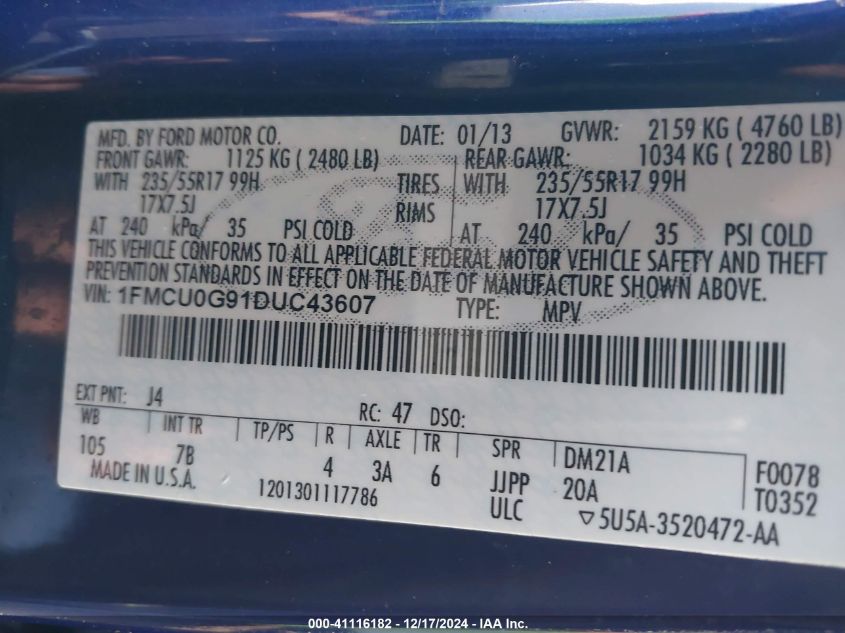 MFD. BY FORD MOTOR CO. DATE: 01/13 GVWR: 2159 KG ( 4760 LB)
FRONT GAWR: 1125 KG ( 2480 LB) REAR GAWR: 1034 KG ( 2280 LB)
WITH 235/55R17 99H TIRES WITH 235/55R17 99H
17X7.5J RIMS 17X7.5J
AT 240 kPa/ 35 PSI COLD AT 240 kPa/ 35 PSI COLD
THIS VEHICLE CONFORMS TO ALL APPLICABLE FEDERAL MOTOR VEHICLE SAFETY AND THEFT
PREVENTION STANDARDS IN EFFECT ON THE DATE OF MANUFACTURE SHOWN ABOVE.
VIN: 1FMCU0G91DUC43607 TYPE: MPV
EXT PNT: J4 RC: 47 DSO:
WB INT TR TP/PS R AXLE TR SPR DM21A F0078
105 7B 4 3A 6 JJPP 20A T0352
MADE IN U.S.A. 1201301117786 ULC ▽5U5A-3520472-AA
000-41116182 - 12/17/2024 - IAA Inc.